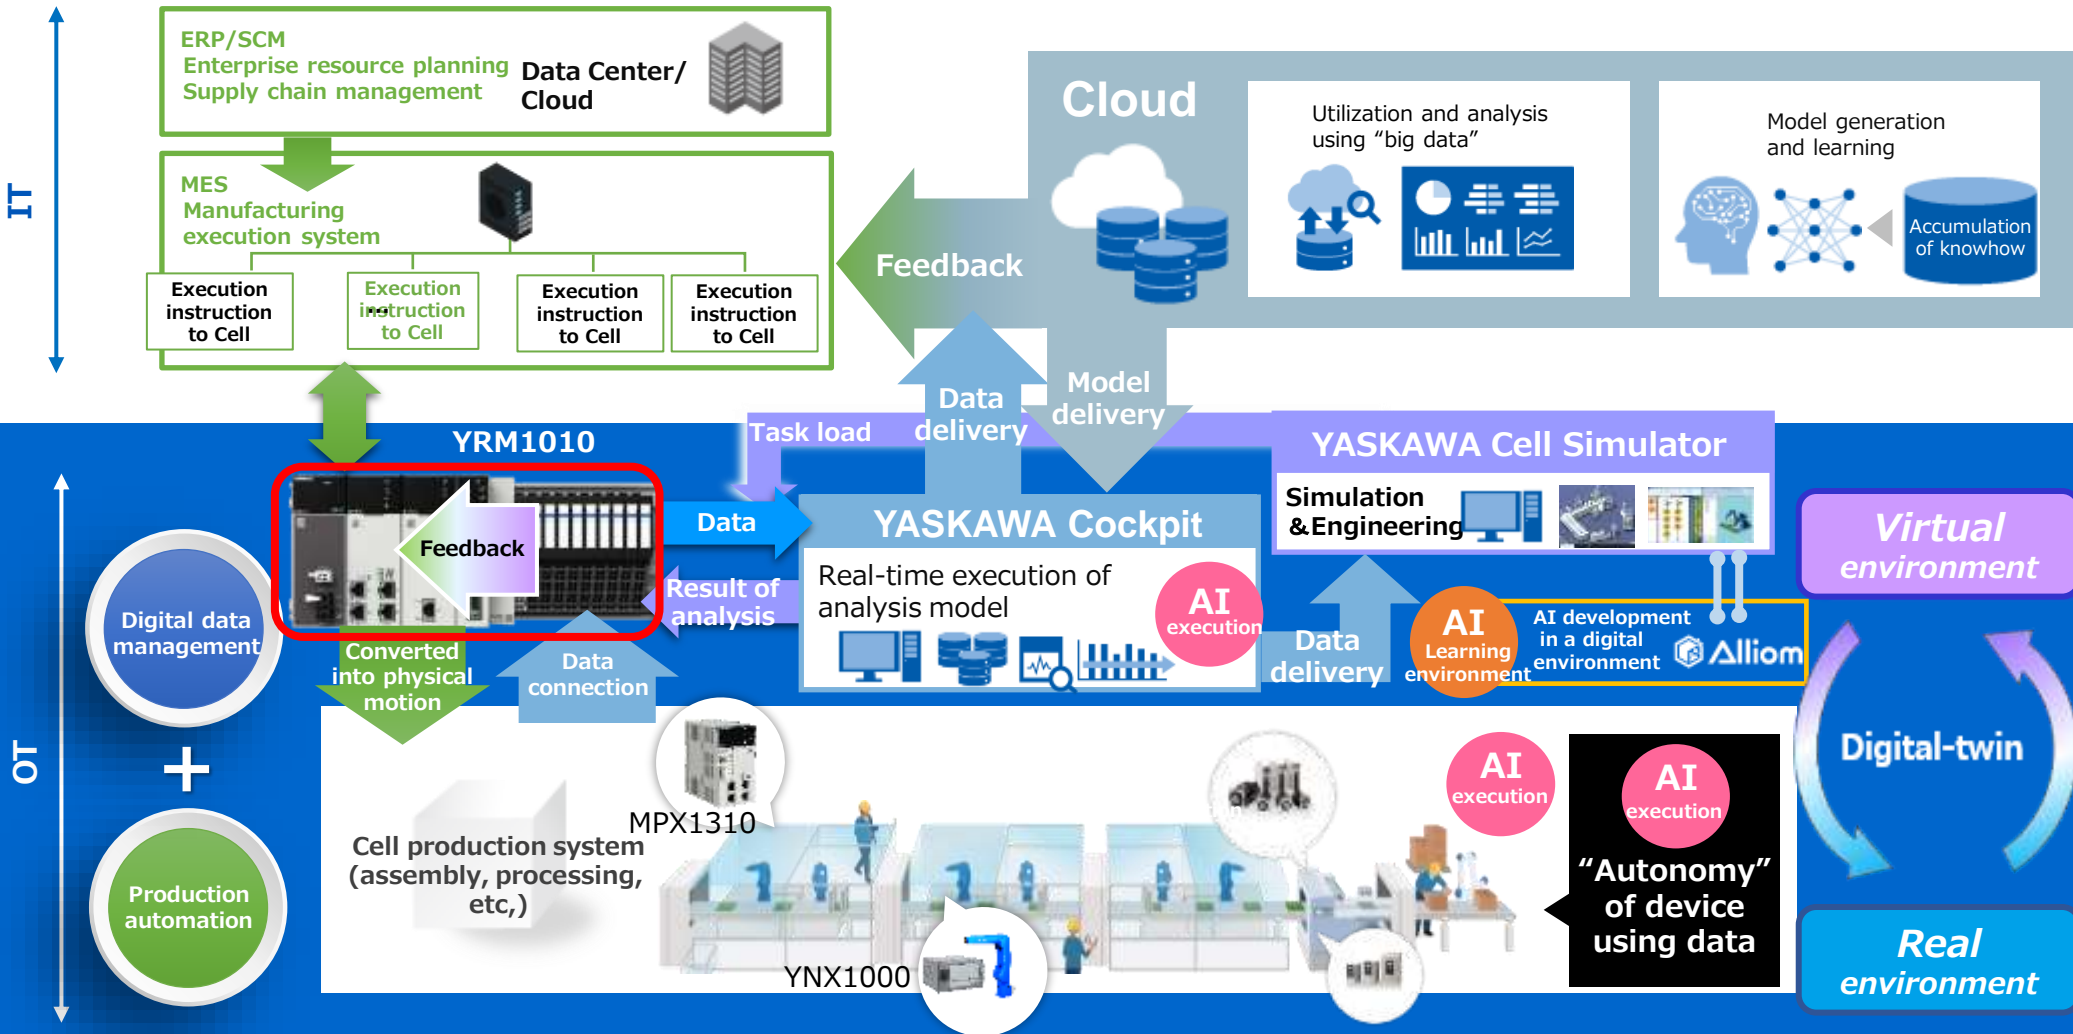 IT
ERP/SCM
Enterprise resource planning
Supply chain management
Data Center/
Cloud
MES
Manufacturing
execution system
Execution
instruction
to Cell
Execution
instruction
...
to Cell
Execution
instruction
to Cell
Execution
instruction
to Cell
Feedback
Cloud
Utilization and analysis
using “big data”
Model generation
and learning
Accumulation
of knowhow
Data
delivery
Model
delivery
OT
YRM1010
Feedback
Task load
Data
Result of
analysis
YASKAWA Cockpit
Real-time execution of
analysis model
AI
execution
YASKAWA Cell Simulator
Simulation
&Engineering
Data
delivery
AI
Learning
environment
AI development
in a digital
environment
Alliom
Virtual
environment
Digital-twin
Real
environment
Digital data
management
+
Production
automation
Converted
into physical
motion
Data
connection
Cell production system
(assembly, processing,
etc,)
MPX1310
YNX1000
AI
execution
AI
execution
“Autonomy”
of device
using data